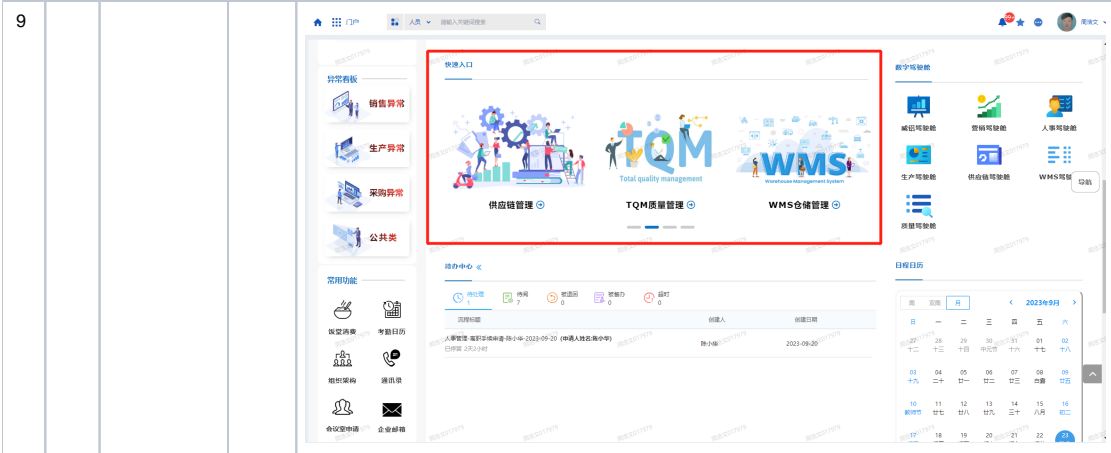 9
门户
人员
请输入关键词搜索
99+
周浩文
异常看板
销售异常
生产异常
采购异常
公共类
常用功能
饭堂消费 考勤日历
组织架构 通讯录
会议室申请 企业邮箱
快速入口
TQM
Total quality management
WMS
Warehouse Management System
供应链管理
TQM质量管理
WMS仓储管理
待办中心 «
待处理 1
待阅 7
被退回 0
被督办 0
超时 0
流程标题 创建人 创建日期
人事管理-离职手续申请-陈小华-2023-09-20 (申请人姓名:陈小华) 陈小华 2023-09-20
已停留 2天2小时
数字驾驶舱
威铝驾驶舱 营销驾驶舱 人事驾驶舱
生产驾驶舱 供应链驾驶舱 WMS驾驶
导航
质量驾驶舱
日程日历
周 双周 月 < 2023年9月 >
日 一 二 三 四 五 六
27 28 29 30 31 01 02
十二 十三 十四 中元节 十六 十七 十八
03 04 05 06 07 08 09
十九 二十 廿一 廿二 廿三 白露 廿五
10 11 12 13 14 15 16
教师节 廿七 廿八 廿九 三十 八月 初二
17 18 19 20 21 22 23